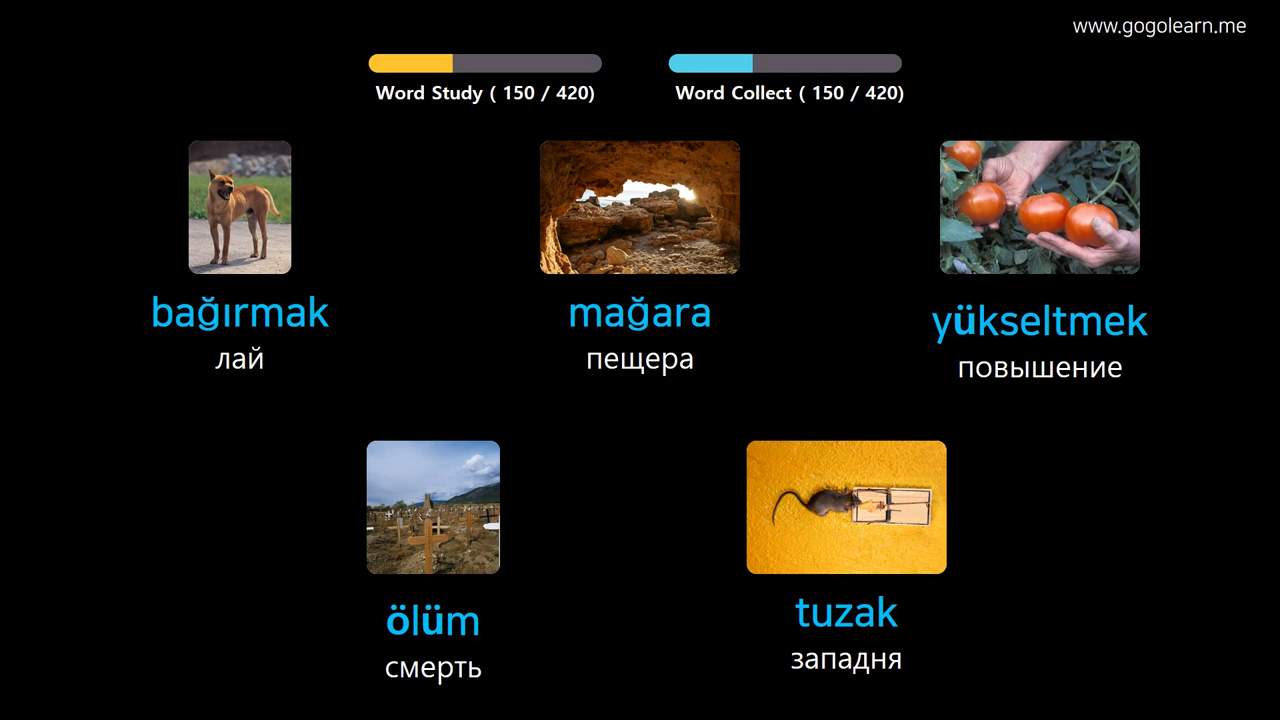 www.gogolearn.me
Word Study ( 150 / 420)
Word Collect ( 150 / 420)
bağırmak
лай
mağara
пещера
yükseltmek
повышение
ölüm
смерть
tuzak
западня